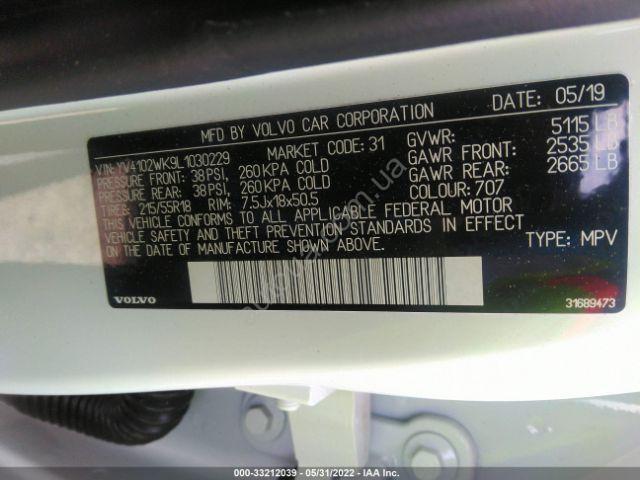 MFD BY VOLVO CAR CORPORATION DATE: 05/19
VIN: YV4102WK9L1030229 MARKET CODE: 31 GVWR: 5115 LB
PRESSURE FRONT: 38 PSI, 260 KPA COLD GAWR FRONT: 2535 LB
PRESSURE REAR: 38 PSI, 260 KPA COLD GAWR REAR: 2665 LB
TIRES: 215/55R18 RIM: 7.5Jx18x50.5 COLOUR: 707
THIS VEHICLE CONFORMS TO ALL APPLICABLE FEDERAL MOTOR
VEHICLE SAFETY AND THEFT PREVENTION STANDARDS IN EFFECT
ON THE DATE OF MANUFACTURE SHOWN ABOVE. TYPE: MPV
VOLVO 31689473
000-33212039 - 05/31/2022 - IAAI.com